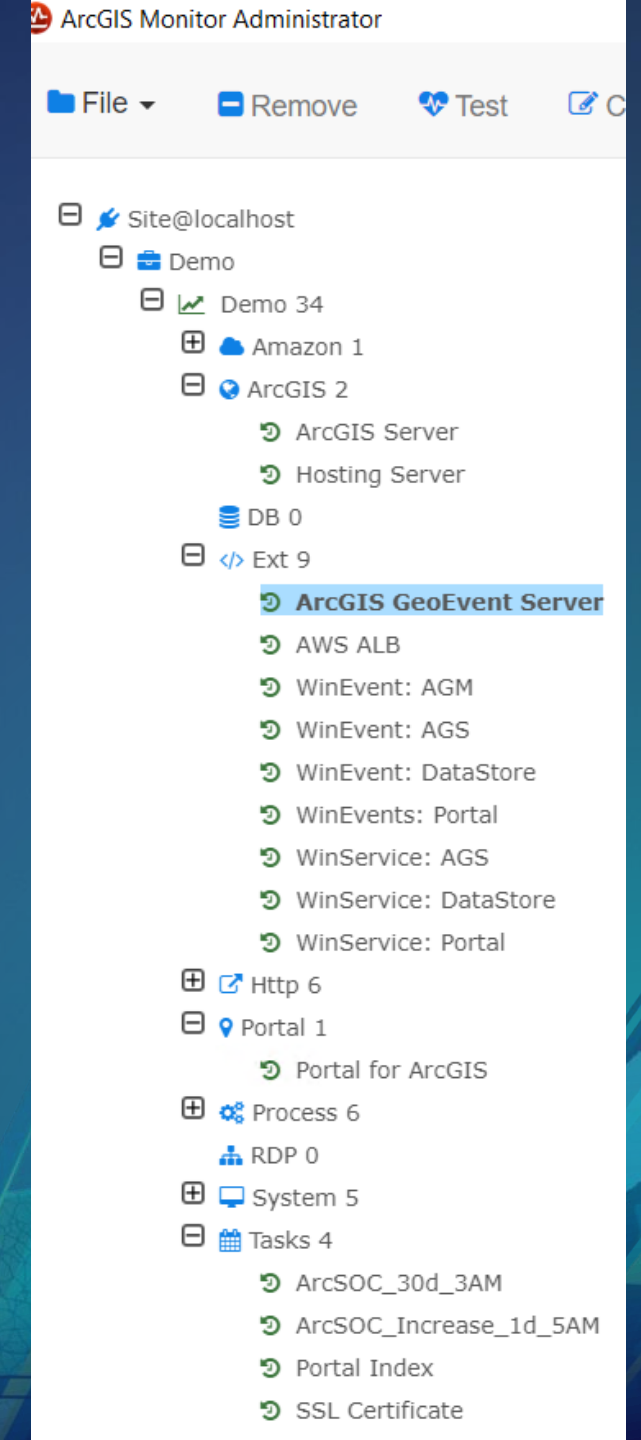 ArcGIS Monitor Administrator
File Remove Test C
Site@localhost
Demo
Demo 34
Amazon 1
ArcGIS 2
ArcGIS Server
Hosting Server
DB 0
Ext 9
ArcGIS GeoEvent Server
AWS ALB
WinEvent: AGM
WinEvent: AGS
WinEvent: DataStore
WinEvents: Portal
WinService: AGS
WinService: DataStore
WinService: Portal
Http 6
Portal 1
Portal for ArcGIS
Process 6
RDP 0
System 5
Tasks 4
ArcSOC_30d_3AM
ArcSOC_Increase_1d_5AM
Portal Index
SSL Certificate